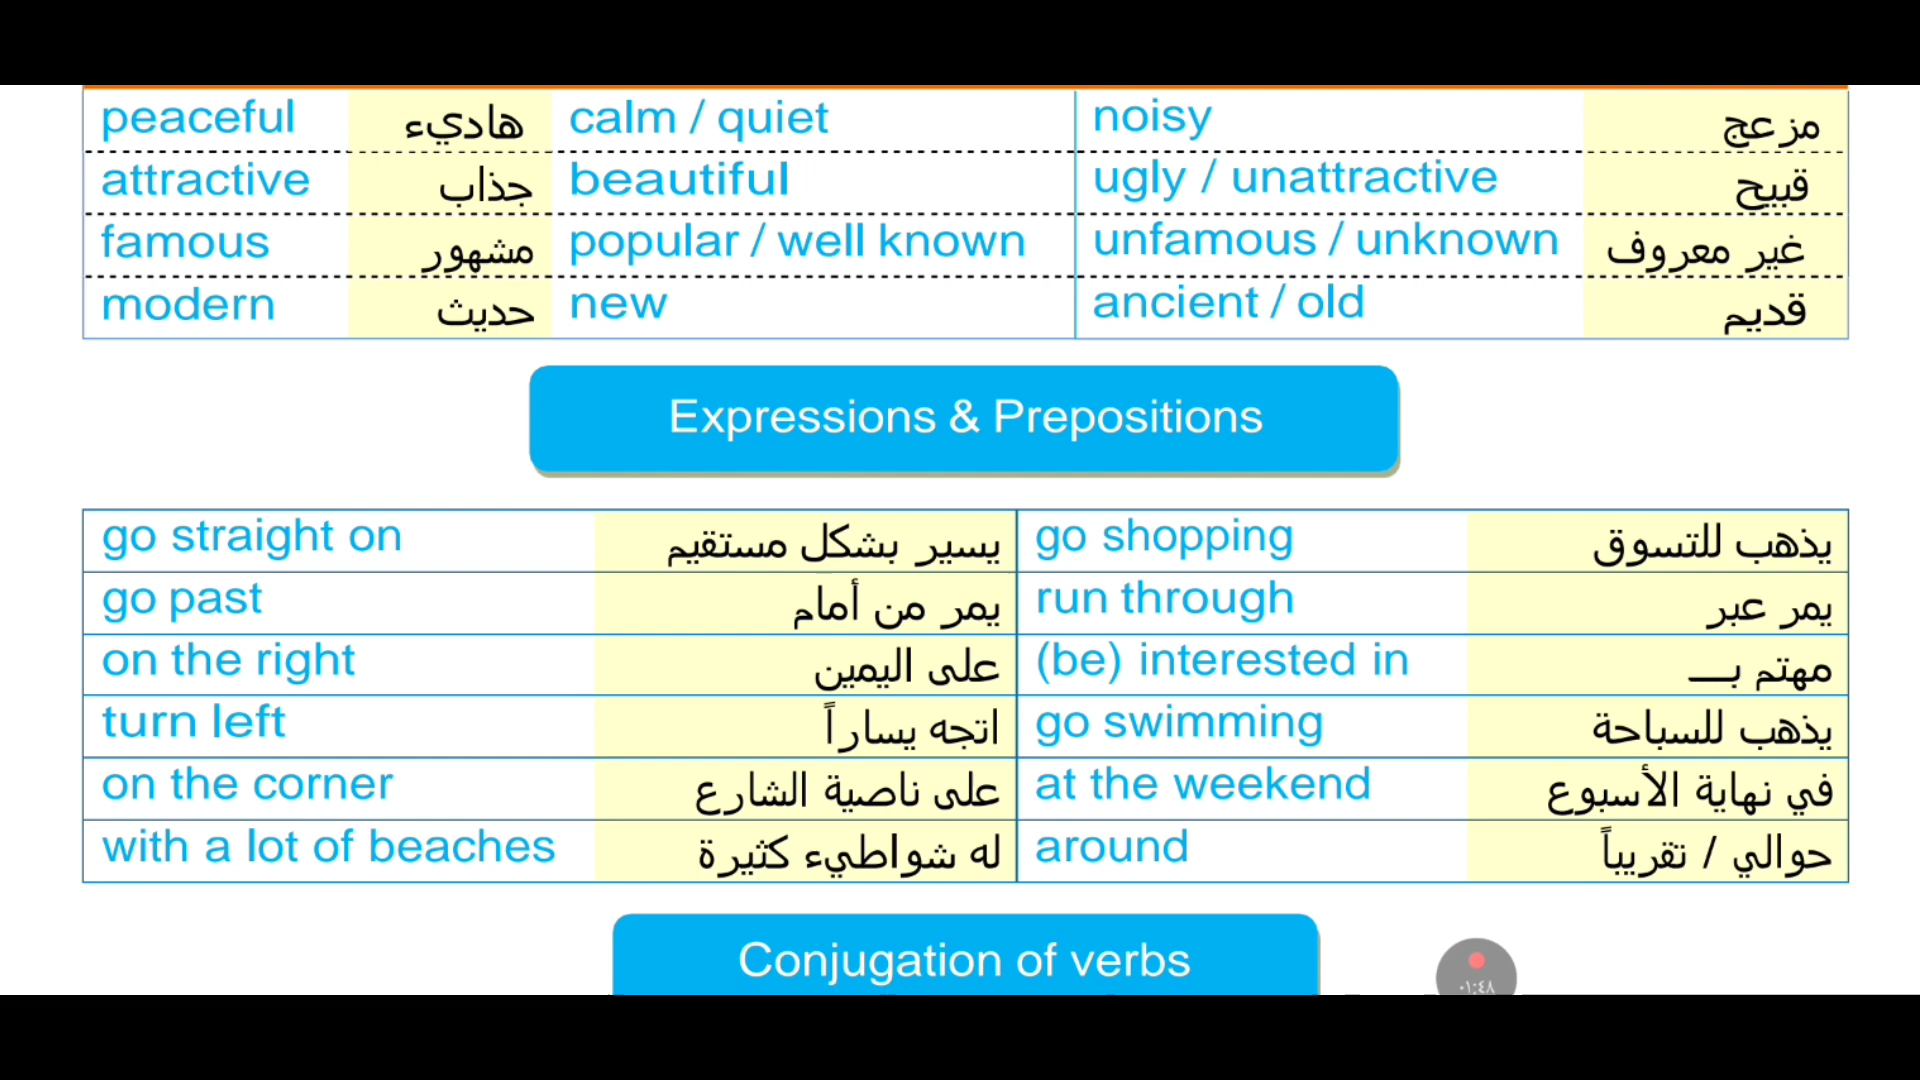 peaceful هاديء calm / quiet noisy مزعج
attractive جذاب beautiful ugly / unattractive قبيح
famous مشهور popular / well known unfamous / unknown غير معروف
modern حديث new ancient / old قديم
Expressions & Prepositions
go straight on يسير بشكل مستقيم go shopping يذهب للتسوق
go past يمر من أمام run through يمر عبر
on the right على اليمين (be) interested in مهتم بـــ
turn left اتجه يساراً go swimming يذهب للسباحة
on the corner على ناصية الشارع at the weekend في نهاية الأسبوع
with a lot of beaches له شواطيء كثيرة around حوالي / تقريباً
Conjugation of verbs
٠١:٤٨